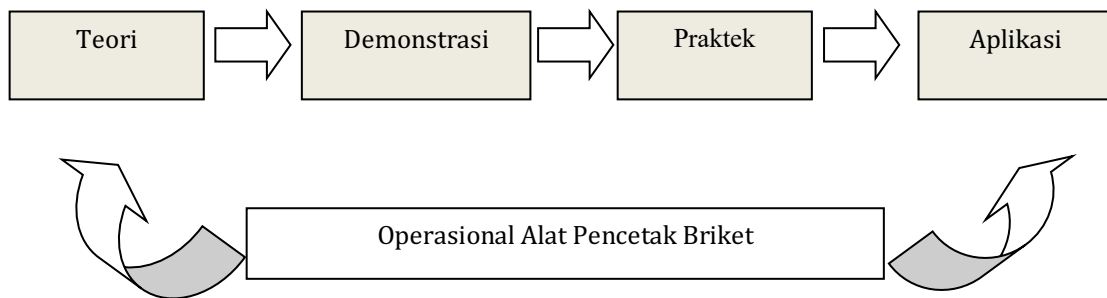 Teori
Demonstrasi
Praktek
Aplikasi
Operasional Alat Pencetak Briket